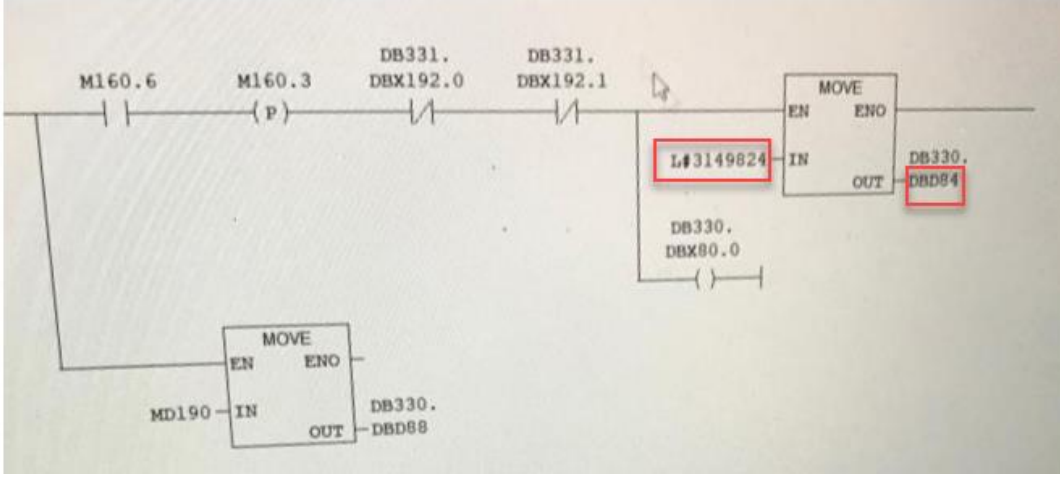 DB331. DB331.
M160.6 M160.3 DBX192.0 DBX192.1
MOVE
( P )
EN ENO
L#3149824 IN DB330.
OUT DBD84
DB330.
DBX80.0
MOVE
EN ENO
MD190 IN DB330.
OUT DBD88